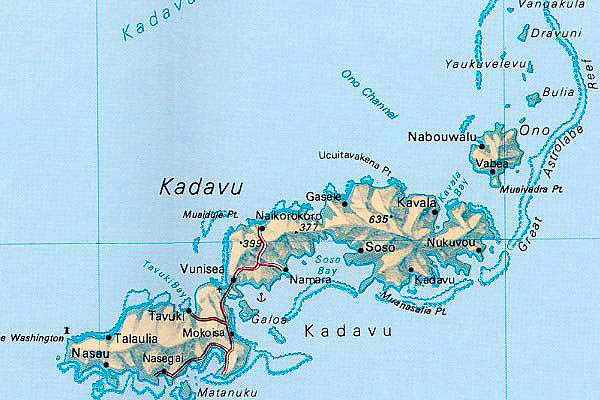 Vangakula
Kadavu
Dravuni
Yaukuvelevu
Reef
Ono Channel
Bulia
Ono
Nabouwalu
Astrolabe
Vabea
Ucuitavakena Pt.
Kadavu
Muaivadra Pt.
Kavala
Bay
Gasele
Kavala
Muaidule Pt.
Naikorokoro
635
377
Great
399
Soso
Nukuvou
Soso
Bay
Vunisea
Tavuki Bay
Namara
Kadavu
Muanasalia Pt.
Galoa
Tavuki
Kadavu
Mokoisa
e Washington
Talaulia
Nasau
Nasegai
Matanuku